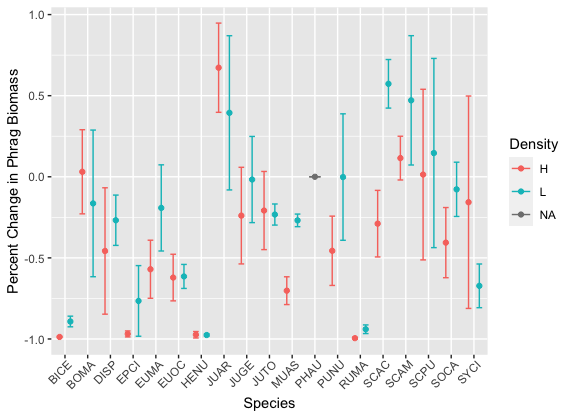 Percent Change in Phrag Biomass
1.0
0.5
0.0
-0.5
-1.0
BICE
BOMA
DISP
EPCI
EUMA
EUOC
HENU
JUAR
JUGE
JUTO
MUAS
PHAU
PUNU
RUMA
SCAC
SCAM
SCPU
SOCA
SYCI
Species
Density
H
L
NA